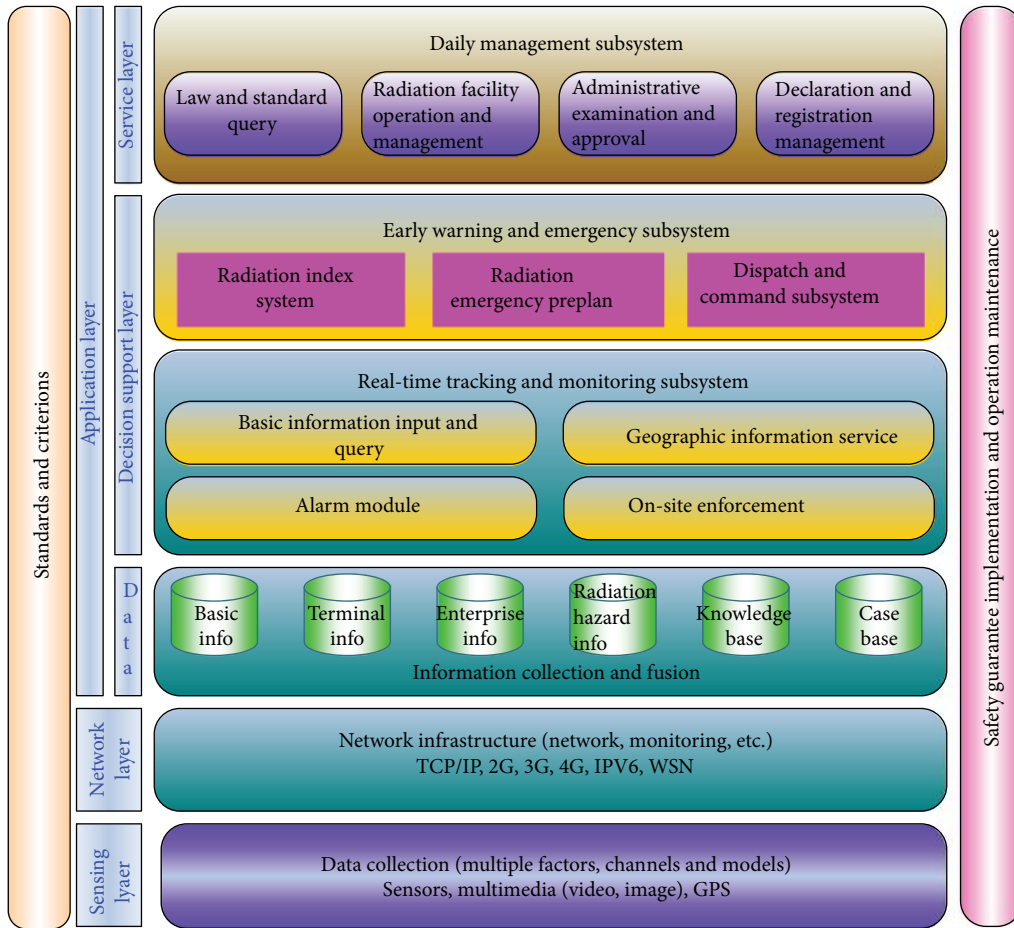 Standards and criterions
Application layer
Service layer
Daily management subsystem
Law and standard
query
Radiation facility
operation and
management
Administrative
examination and
approval
Declaration and
registration
management
Decision support layer
Early warning and emergency subsystem
Radiation index
system
Radiation
emergency preplan
Dispatch and
command subsystem
Real-time tracking and monitoring subsystem
Basic information input and
query
Geographic information service
Alarm module
On-site enforcement
D
a
t
a
Basic
info
Terminal
info
Enterprise
info
Radiation
hazard
info
Knowledge
base
Case
base
Information collection and fusion
Network
layer
Network infrastructure (network, monitoring, etc.)
TCP/IP, 2G, 3G, 4G, IPV6, WSN
Sensing
lyaer
Data collection (multiple factors, channels and models)
Sensors, multimedia (video, image), GPS
Safety guarantee implementation and operation maintenance